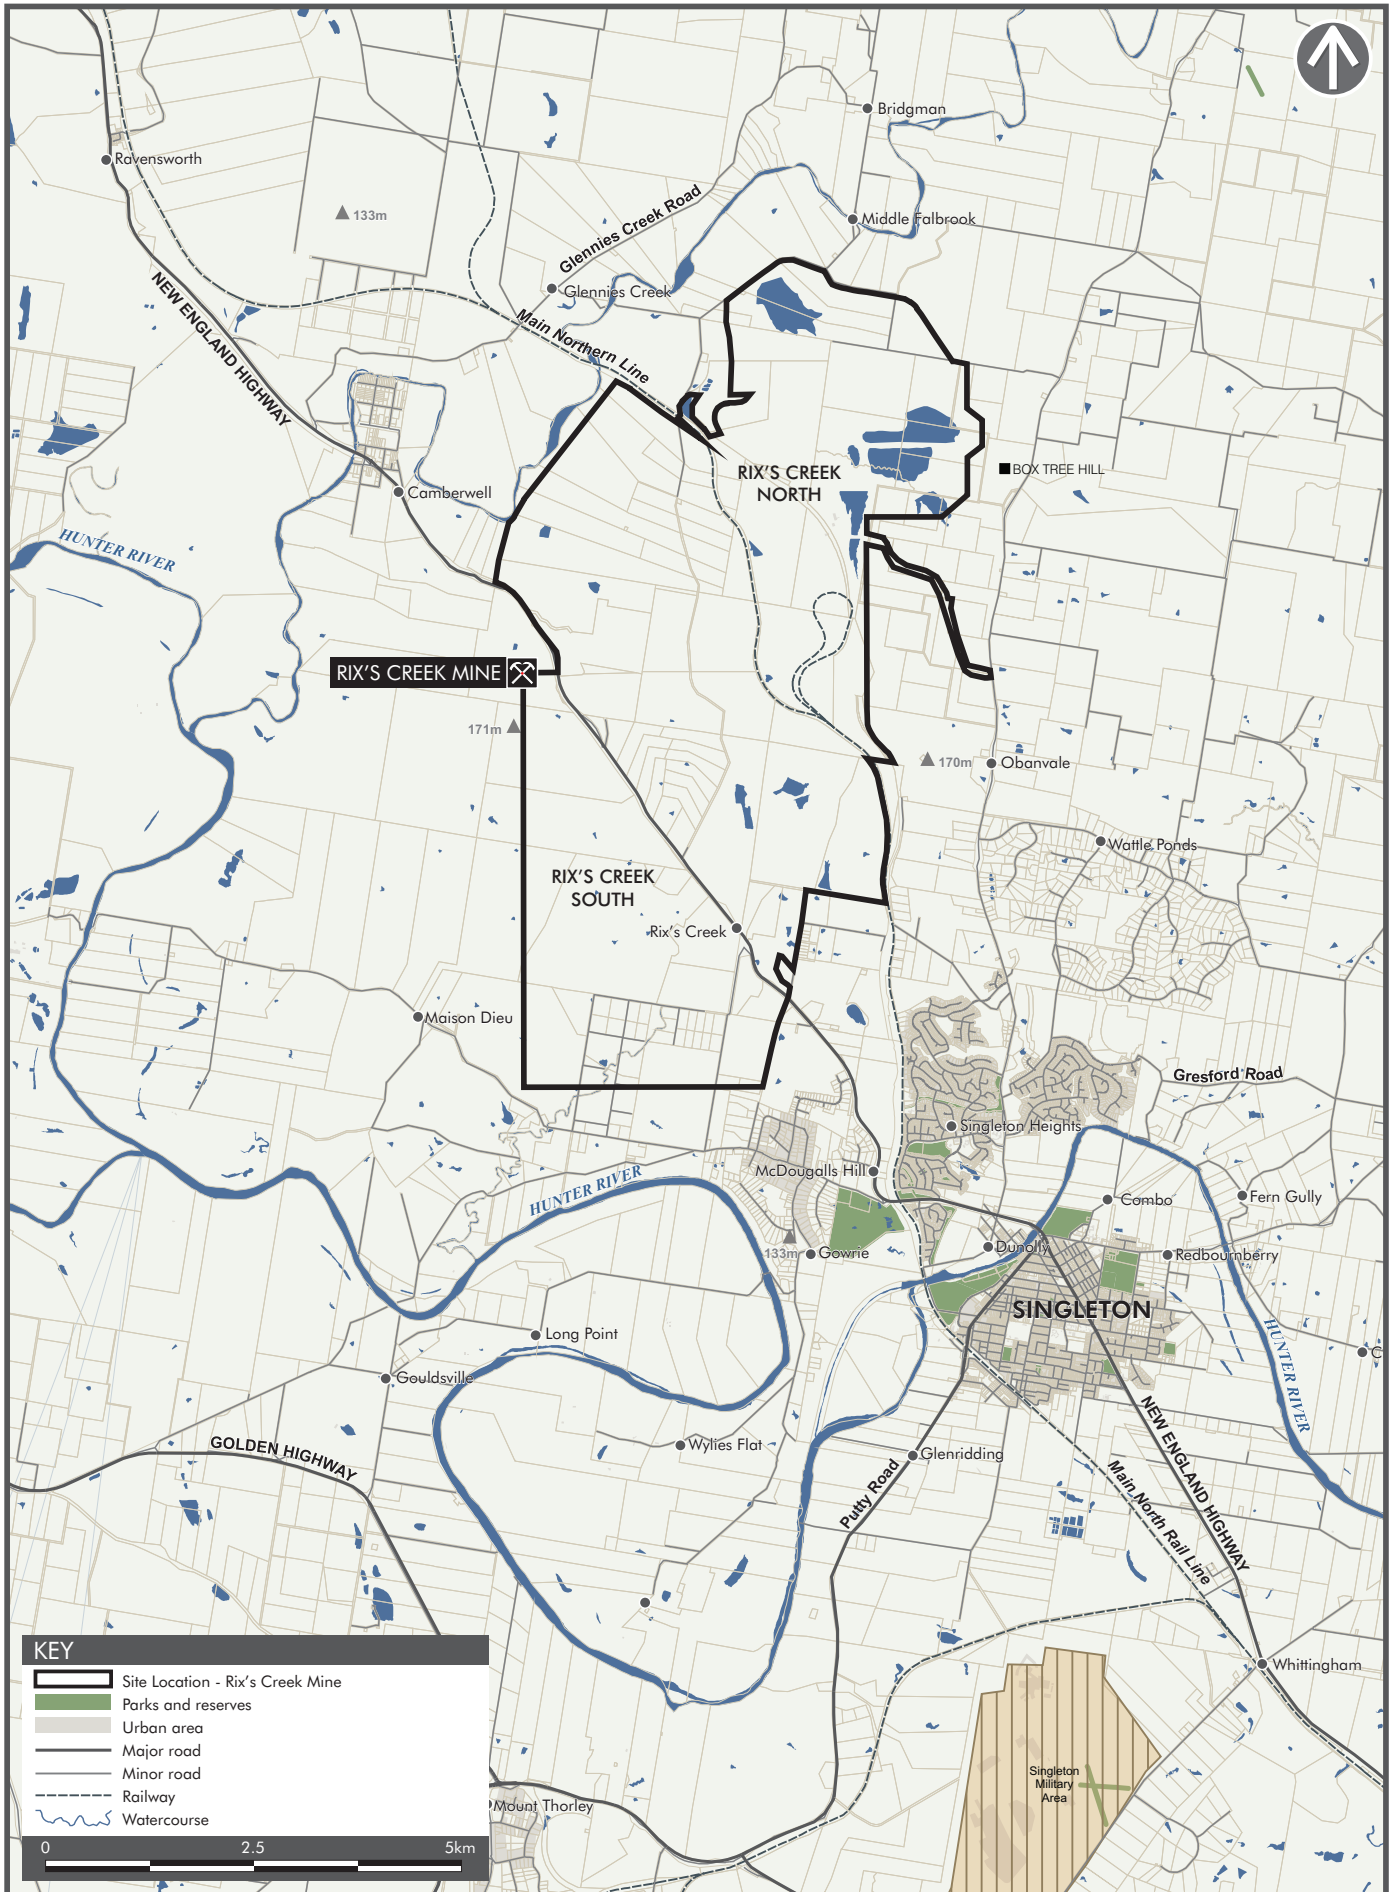 Bridgman
Ravensworth
133m
Glennies Creek Road
Middle Falbrook
Glennies Creek
NEW ENGLAND HIGHWAY
Main Northern Line
RIX'S CREEK
NORTH
BOX TREE HILL
Camberwell
HUNTER RIVER
RIX'S CREEK MINE
171m
170m
Obanvale
Wattle Ponds
RIX'S CREEK
SOUTH
Rix's Creek
Maison Dieu
Gresford Road
Singleton Heights
McDougalls Hill
HUNTER RIVER
Combo
Fern Gully
133m
Gowrie
Dunolly
Redbournberry
SINGLETON
HUNTER RIVER
Long Point
C
Gouldsville
NEW ENGLAND HIGHWAY
GOLDEN HIGHWAY
Wylies Flat
Glenridding
Putty Road
Main North Rail Line
Whittingham
Singleton
Military
Area
Mount Thorley
KEY
Site Location - Rix's Creek Mine
Parks and reserves
Urban area
Major road
Minor road
Railway
Watercourse
0 2.5 5km